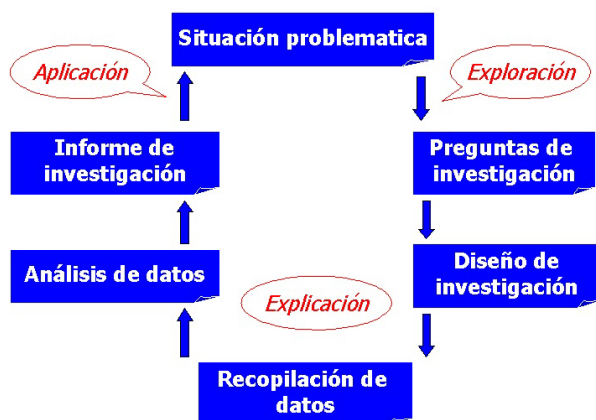 Situación problematica
Aplicación
Exploración
Informe de
investigación
Preguntas de
investigación
Análisis de datos
Diseño de
investigación
Explicación
Recopilación de
datos